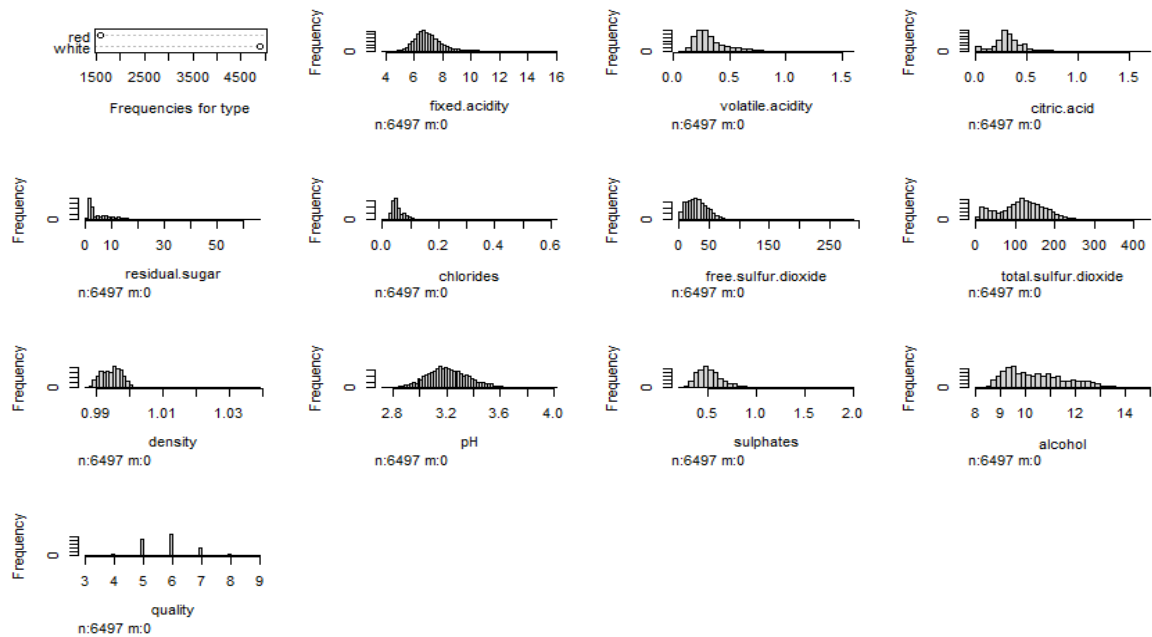 red
white
1500 2500 3500 4500
Frequencies for type
Frequency
0
4 6 8 10 12 14 16
fixed.acidity
n:6497 m:0
Frequency
0
0.0 0.5 1.0 1.5
volatile.acidity
n:6497 m:0
Frequency
0
0.0 0.5 1.0 1.5
citric.acid
n:6497 m:0
Frequency
0
0 10 30 50
residual.sugar
n:6497 m:0
Frequency
0
0.0 0.2 0.4 0.6
chlorides
n:6497 m:0
Frequency
0
0 50 150 250
free.sulfur.dioxide
n:6497 m:0
Frequency
0
0 100 200 300 400
total.sulfur.dioxide
n:6497 m:0
Frequency
0
0.99 1.01 1.03
density
n:6497 m:0
Frequency
0
2.8 3.2 3.6 4.0
pH
n:6497 m:0
Frequency
0
0.5 1.0 1.5 2.0
sulphates
n:6497 m:0
Frequency
0
8 9 10 12 14
alcohol
n:6497 m:0
Frequency
0
3 4 5 6 7 8 9
quality
n:6497 m:0